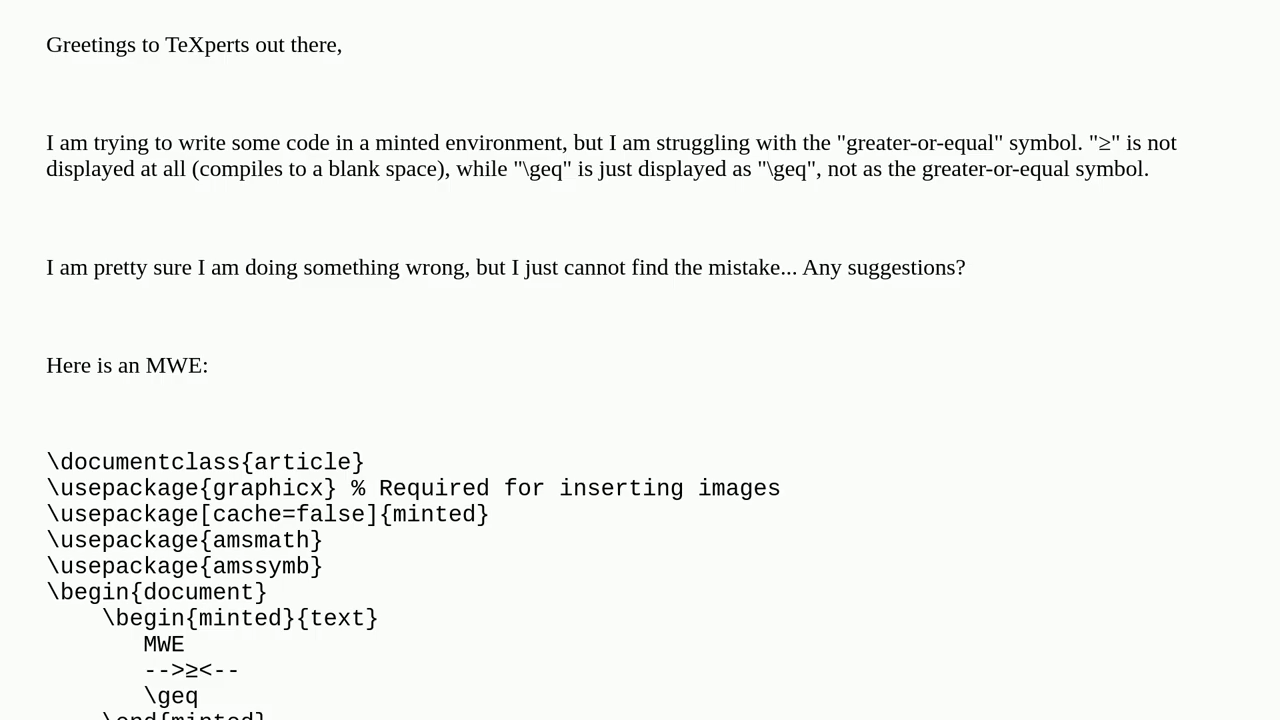 Greetings to TeXperts out there,
I am trying to write some code in a minted environment, but I am struggling with the "greater-or-equal" symbol. "≥" is not
displayed at all (compiles to a blank space), while "\geq" is just displayed as "\geq", not as the greater-or-equal symbol.
I am pretty sure I am doing something wrong, but I just cannot find the mistake... Any suggestions?
Here is an MWE:
\documentclass{article}
\usepackage{graphicx} % Required for inserting images
\usepackage[cache=false]{minted}
\usepackage{amsmath}
\usepackage{amssymb}
\begin{document}
    \begin{minted}{text}
       MWE
       -->≥<--
       \geq
    \end{minted}